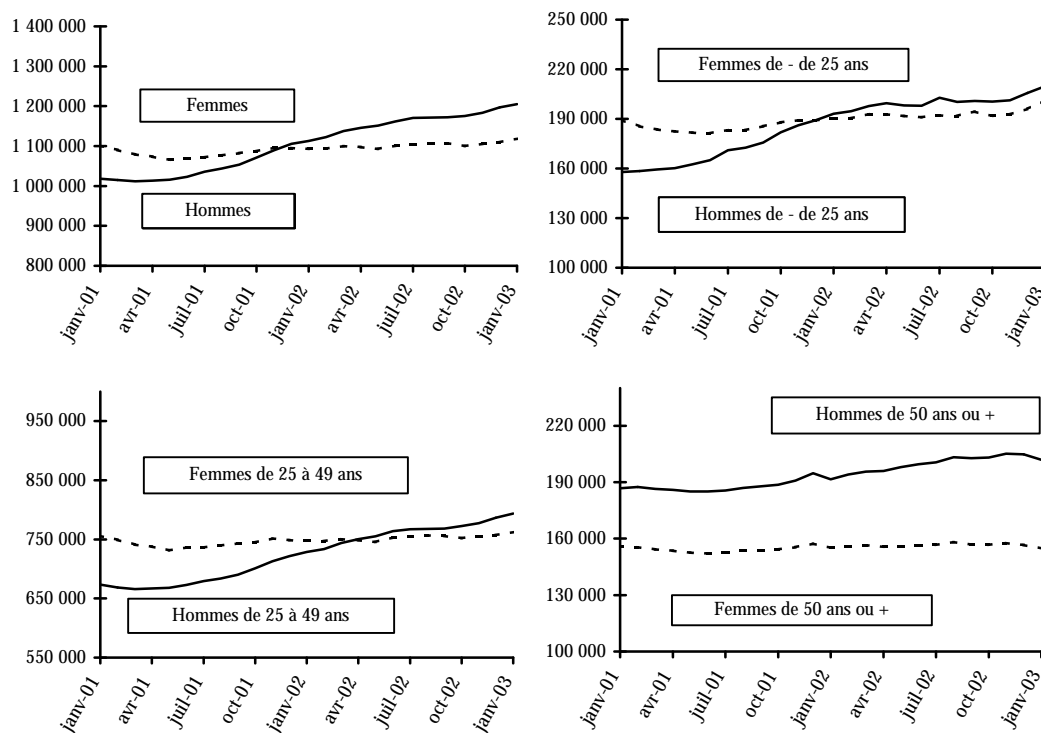 1 400 000
1 300 000
1 200 000
1 100 000
1 000 000
900 000
800 000
Femmes
Hommes
janv-01
avr-01
juil-01
oct-01
janv-02
avr-02
juil-02
oct-02
janv-03
250 000
220 000
190 000
160 000
130 000
100 000
Femmes de - de 25 ans
Hommes de - de 25 ans
janv-01
avr-01
juil-01
oct-01
janv-02
avr-02
juil-02
oct-02
janv-03
950 000
850 000
750 000
650 000
550 000
Femmes de 25 à 49 ans
Hommes de 25 à 49 ans
janv-01
avr-01
juil-01
oct-01
janv-02
avr-02
juil-02
oct-02
janv-03
220 000
190 000
160 000
130 000
100 000
Hommes de 50 ans ou +
Femmes de 50 ans ou +
janv-01
avr-01
juil-01
oct-01
janv-02
avr-02
juil-02
oct-02
janv-03